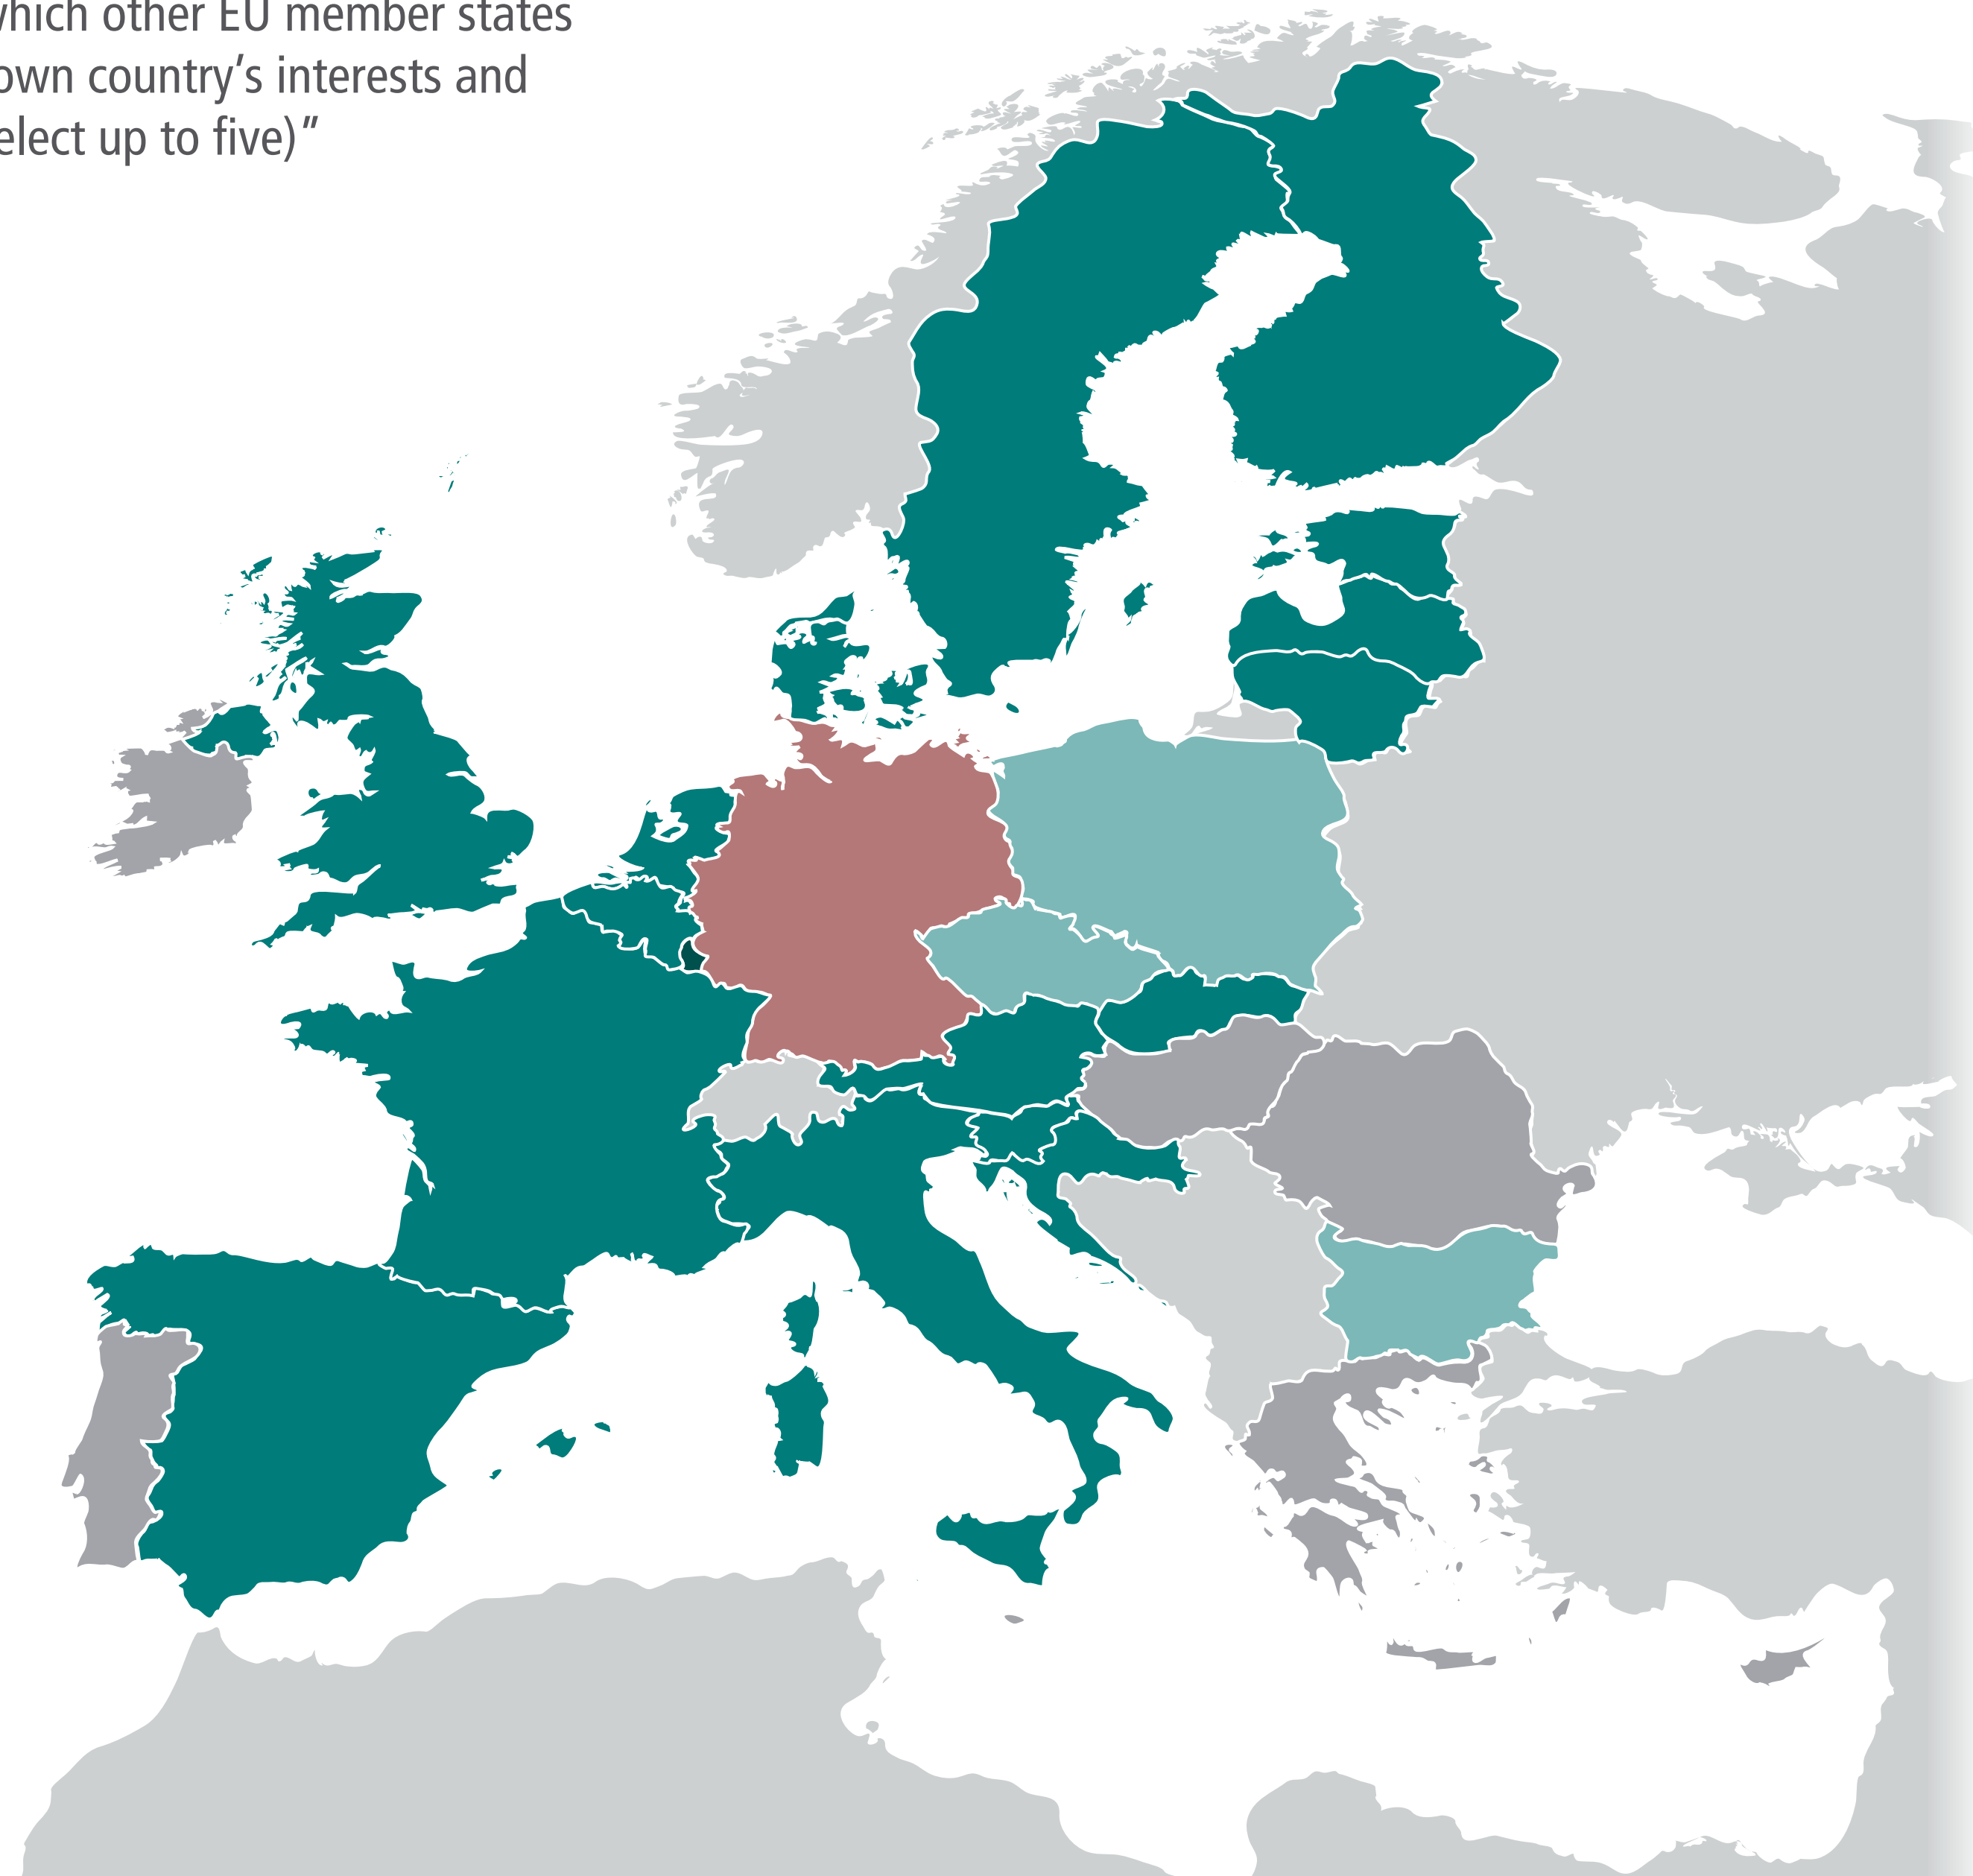 which other EU member states
own country's interests and
elect up to five)”